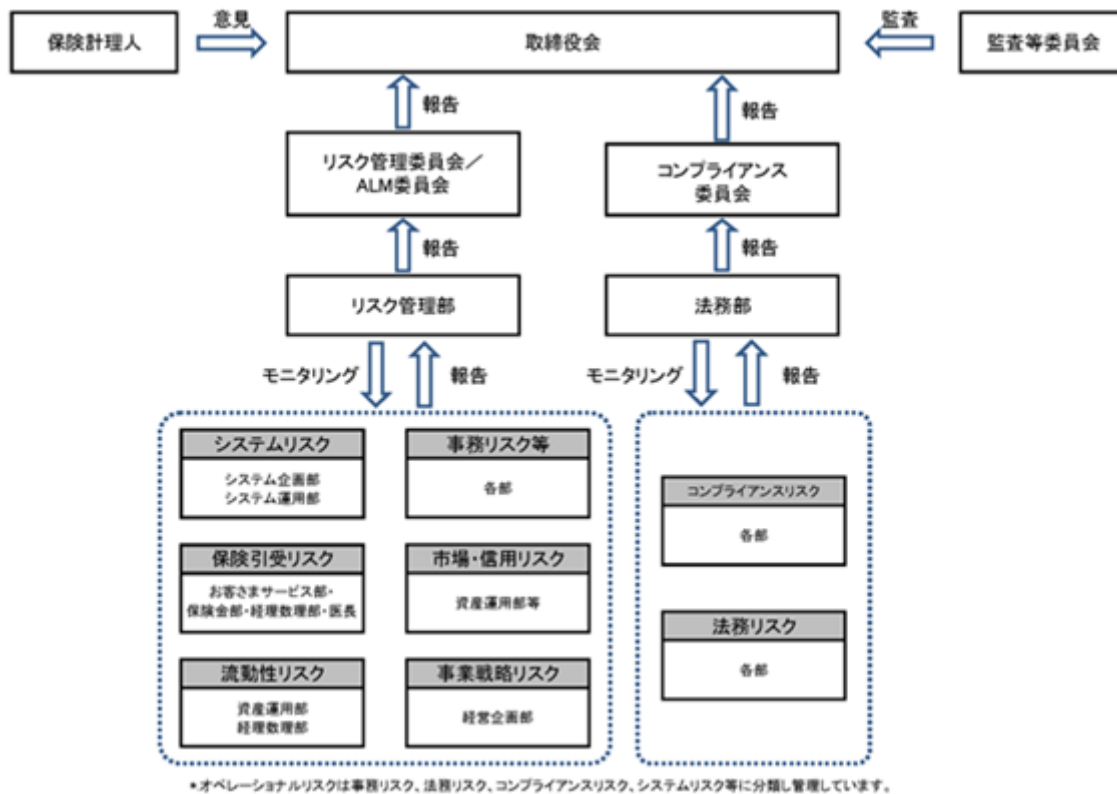 保険計理人
意見
取締役会
監査
監査等委員会
報告
報告
リスク管理委員会／
ALM委員会
コンプライアンス
委員会
報告
報告
リスク管理部
法務部
モニタリング
報告
モニタリング
報告
システムリスク
システム企画部
システム運用部
事務リスク等
各部
保険引受リスク
お客さまサービス部・
保険金部・経理数理部・医長
市場・信用リスク
資産運用部等
流動性リスク
資産運用部
経理数理部
事業戦略リスク
経営企画部
コンプライアンスリスク
各部
法務リスク
各部
*オペレーショナルリスクは事務リスク、法務リスク、コンプライアンスリスク、システムリスク等に分類し管理しています。